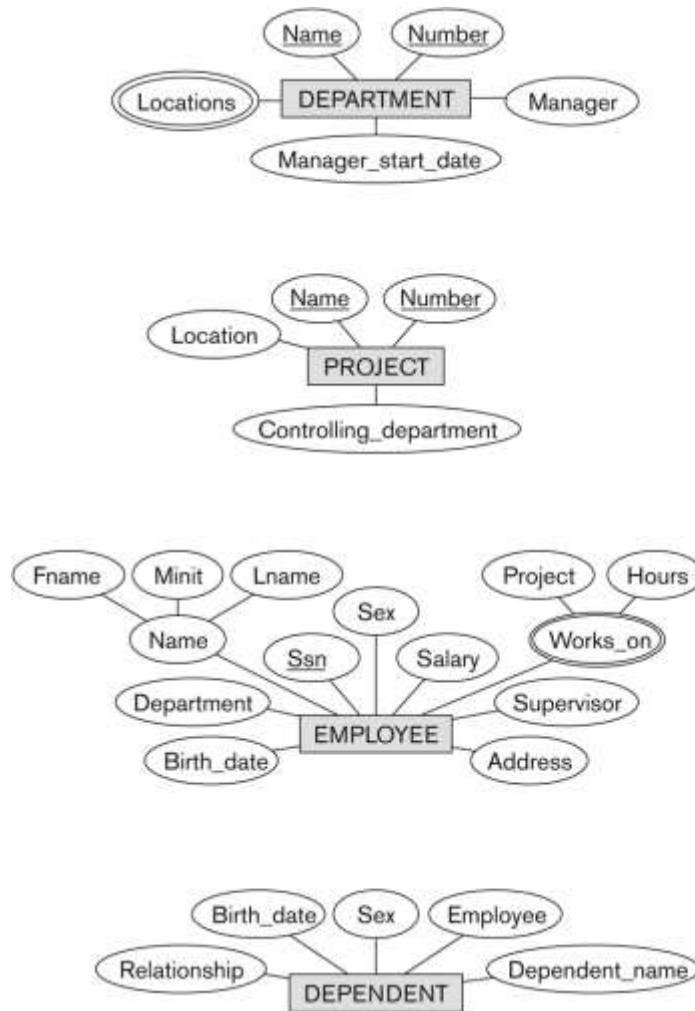 Name Number
Locations DEPARTMENT Manager
Manager_start_date
Name Number
Location
PROJECT
Controlling_department
Fname Minit Lname Project Hours
Sex
Name Works_on
Ssn Salary
Department Supervisor
EMPLOYEE
Birth_date Address
Birth_date Sex Employee
Relationship Dependent_name
DEPENDENT